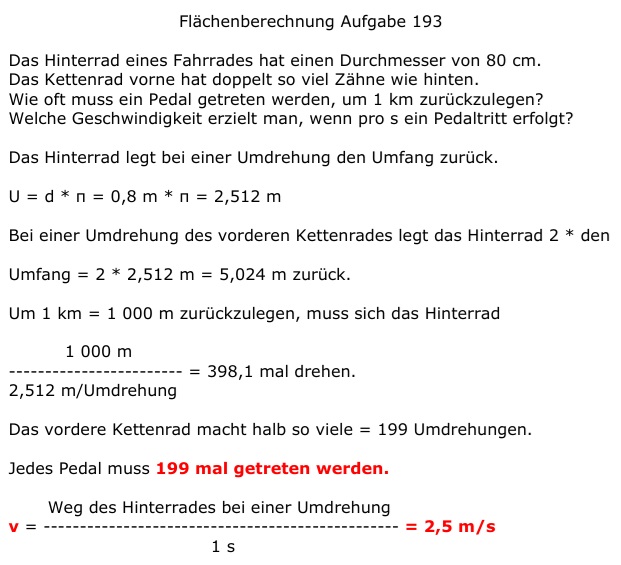 Flächenberechnung Aufgabe 193
Das Hinterrad eines Fahrrades hat einen Durchmesser von 80 cm.
Das Kettenrad vorne hat doppelt so viel Zähne wie hinten.
Wie oft muss ein Pedal getreten werden, um 1 km zurückzulegen?
Welche Geschwindigkeit erzielt man, wenn pro s ein Pedaltritt erfolgt?
Das Hinterrad legt bei einer Umdrehung den Umfang zurück.
U = d * п = 0,8 m * п = 2,512 m
Bei einer Umdrehung des vorderen Kettenrades legt das Hinterrad 2 * den
Umfang = 2 * 2,512 m = 5,024 m zurück.
Um 1 km = 1 000 m zurückzulegen, muss sich das Hinterrad
1 000 m
------------------------ = 398,1 mal drehen.
2,512 m/Umdrehung
Das vordere Kettenrad macht halb so viele = 199 Umdrehungen.
Jedes Pedal muss 199 mal getreten werden.
Weg des Hinterrades bei einer Umdrehung
v = ------------------------------------------------- = 2,5 m/s
1 s